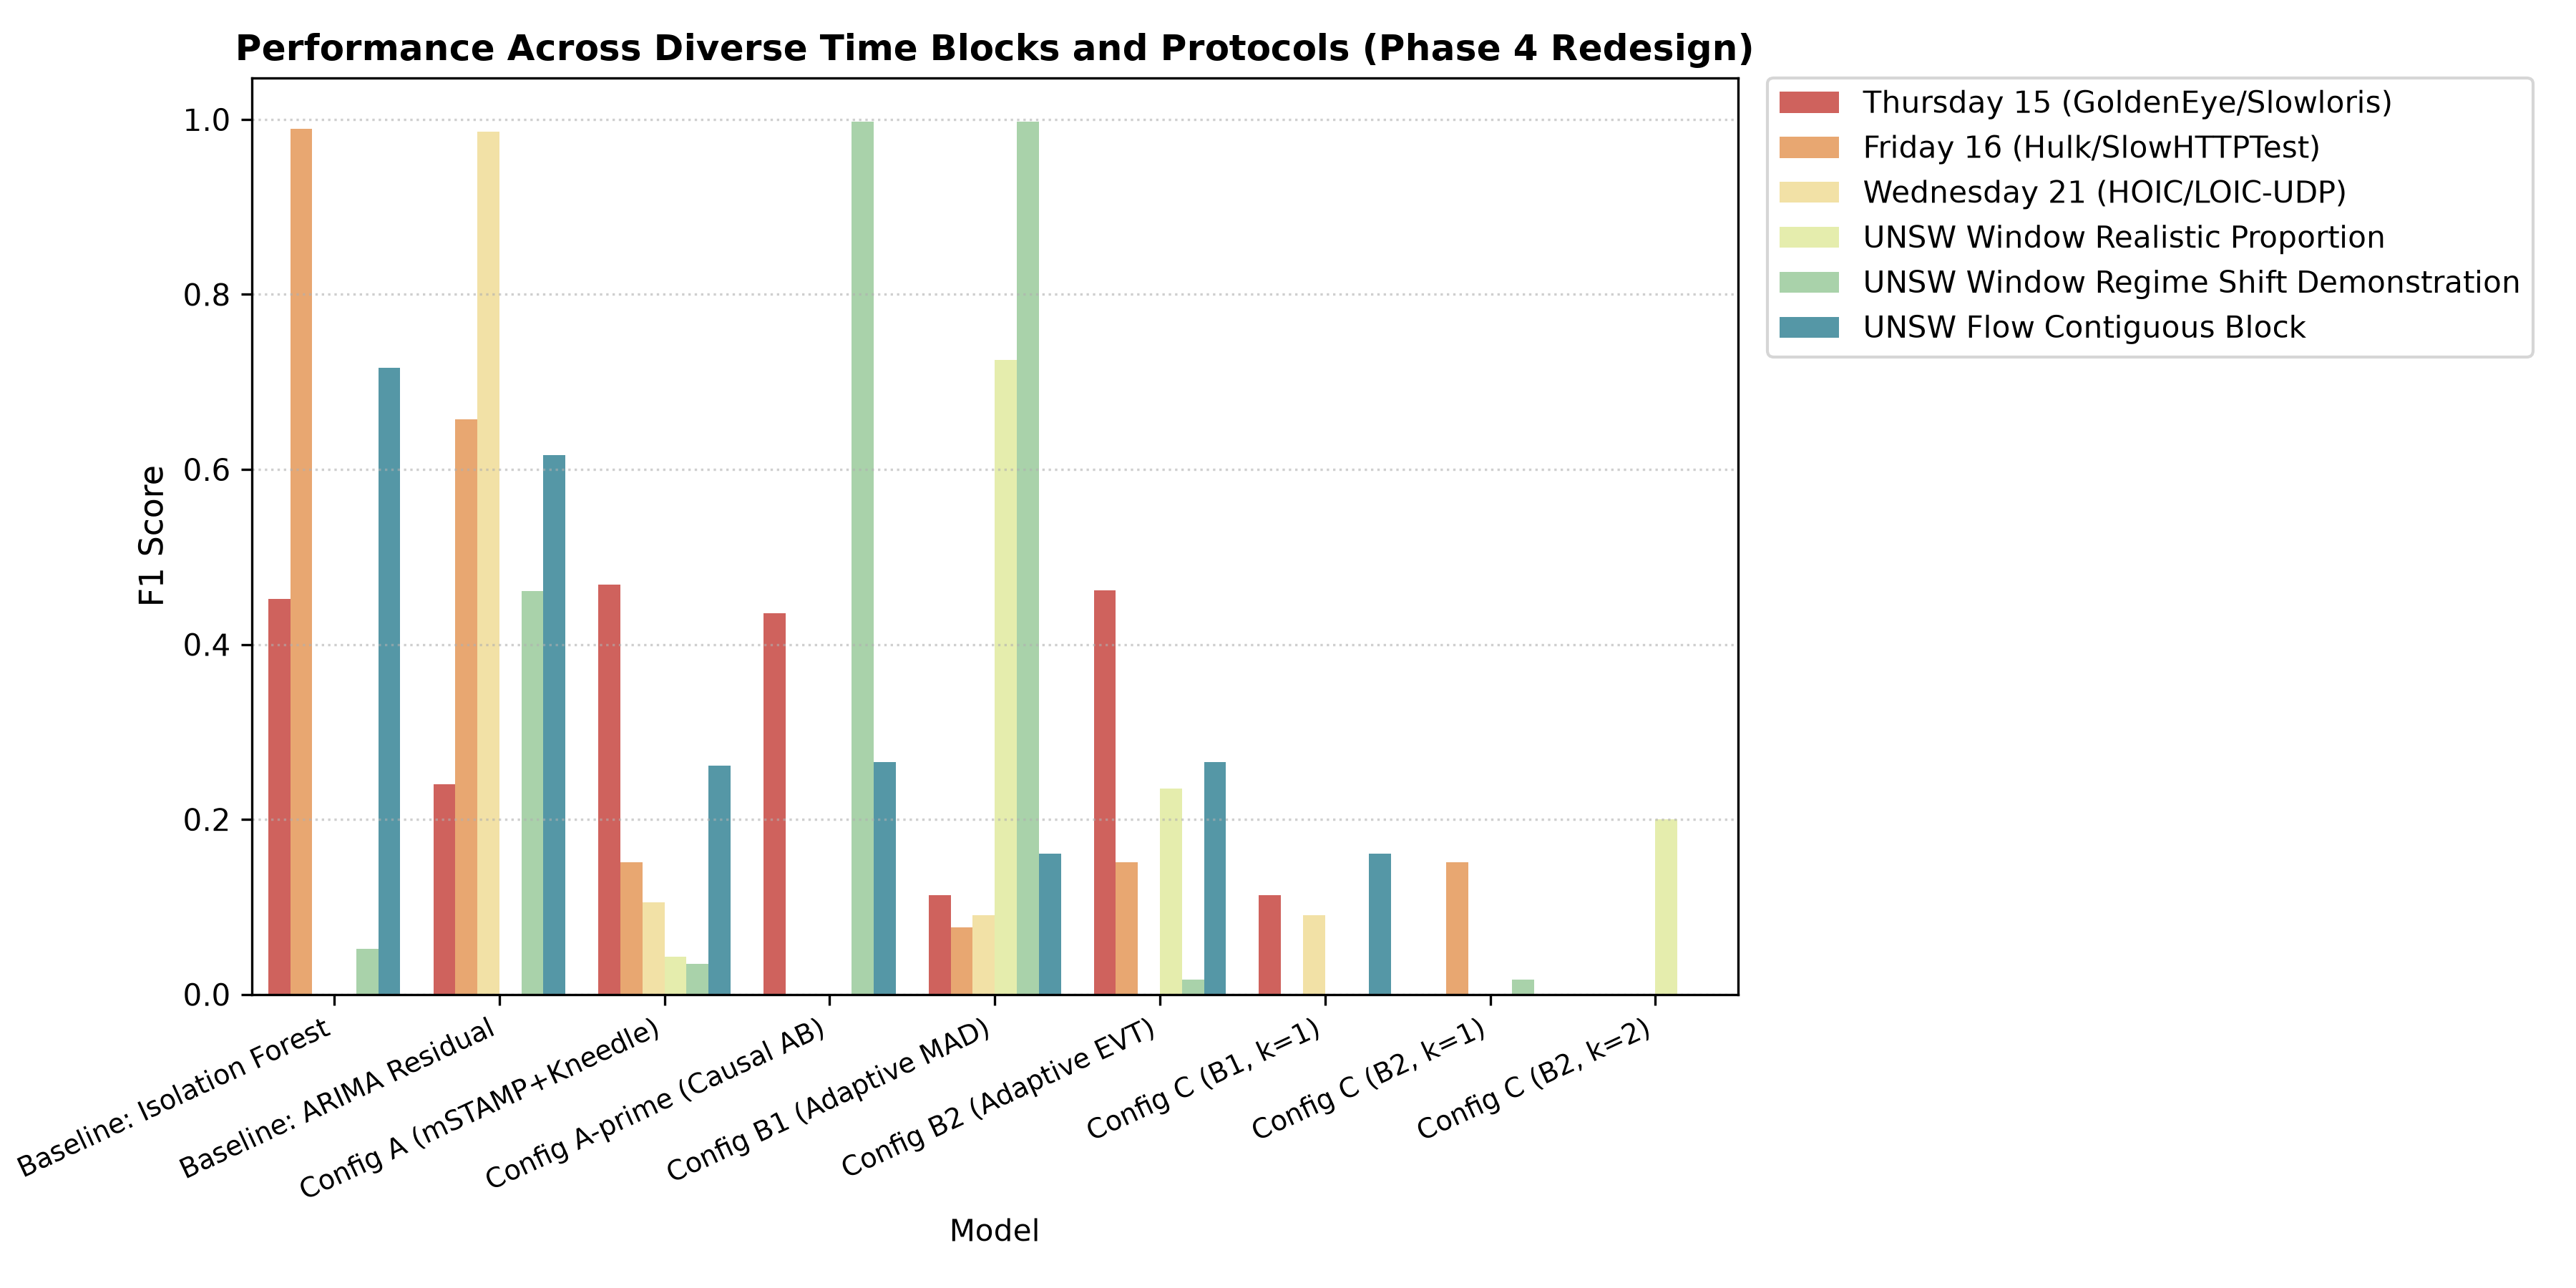 Performance Across Diverse Time Blocks and Protocols (Phase 4 Redesign)
Thursday 15 (GoldenEye/Slowloris)
Friday 16 (Hulk/SlowHTTPTest)
Wednesday 21 (HOIC/LOIC-UDP)
UNSW Window Realistic Proportion
UNSW Window Regime Shift Demonstration
UNSW Flow Contiguous Block
F1 Score
1.0
0.8
0.6
0.4
0.2
0.0
Baseline: Isolation Forest
Baseline: ARIMA Residual
Config A (mSTAMP+Kneedle)
Config A-prime (Causal AB)
Config B1 (Adaptive MAD)
Config B2 (Adaptive EVT)
Config C (B1, k=1)
Config C (B2, k=1)
Config C (B2, k=2)
Model